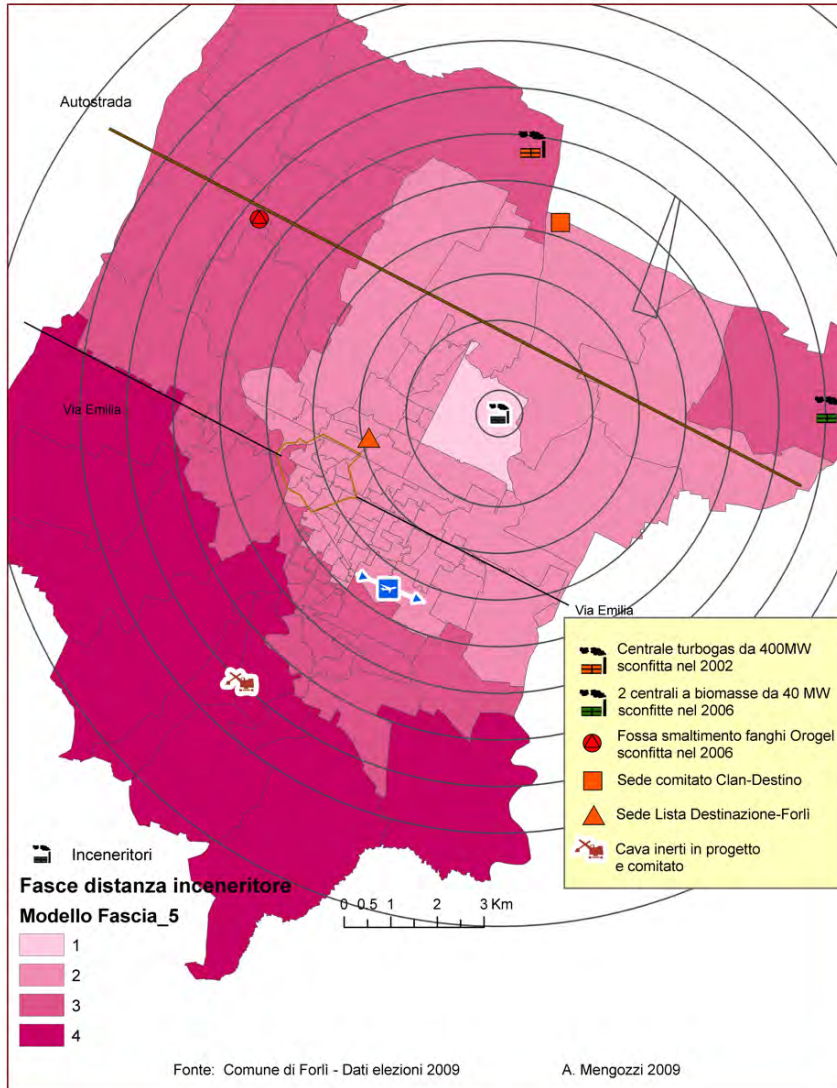 Autostrada
Via Emilia
Via Emilia
Centrale turbogas da 400MW
sconfitta nel 2002
2 centrali a biomasse da 40 MW
sconfitte nel 2006
Fossa smaltimento fanghi Orogel
sconfitta nel 2006
Sede comitato Clan-Destino
Sede Lista Destinazione-Forlì
Cava inerti in progetto
e comitato
Inceneritori
Fasce distanza inceneritore
Modello Fascia_5
1
2
3
4
0 0.5 1 2 3 Km
Fonte: Comune di Forlì - Dati elezioni 2009 A. Mengozzi 2009